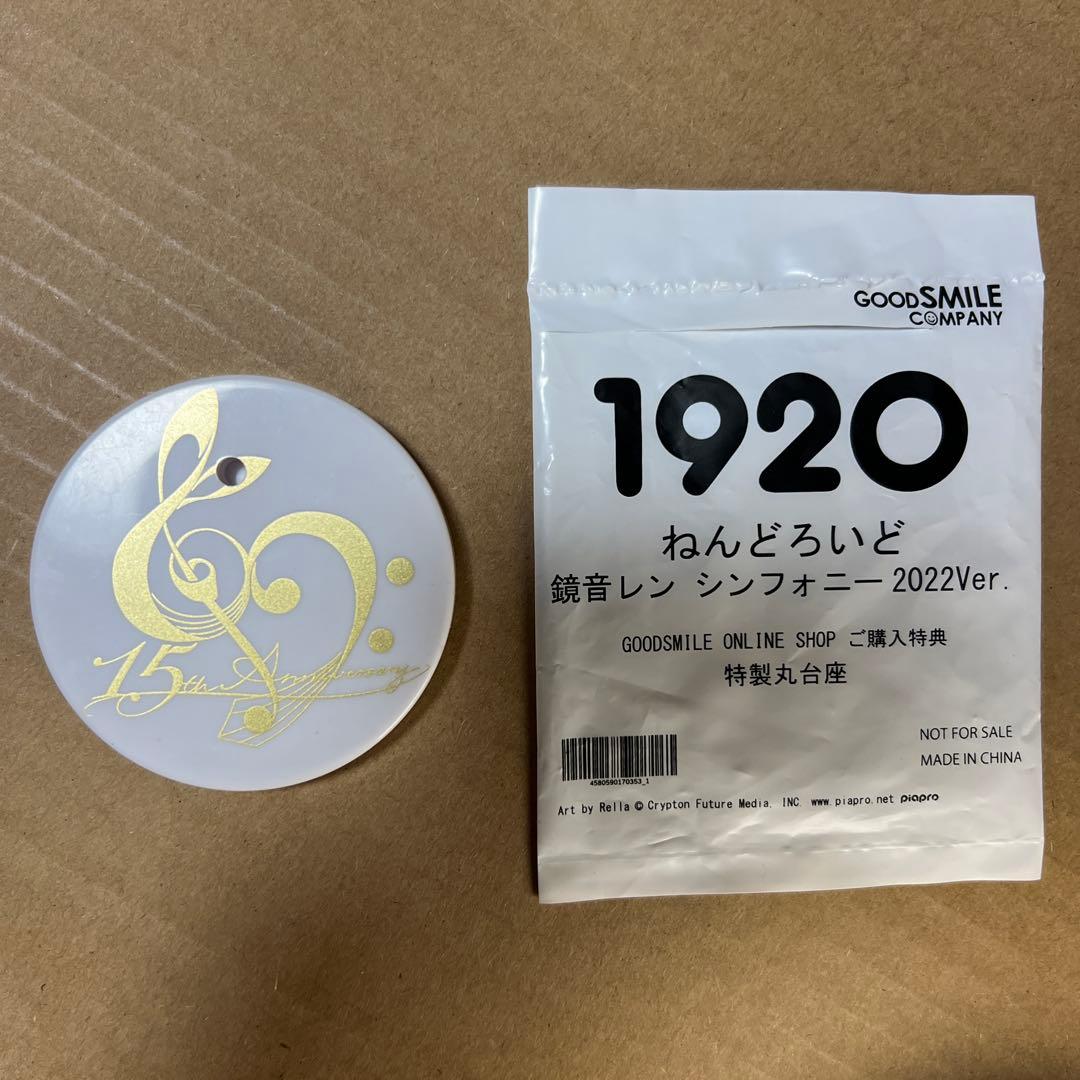 15th Anniversary
GOODSMILE
COMPANY
1920
ねんどろいど
鏡音レン シンフォニー 2022Ver.
GOODSMILE ONLINE SHOP ご購入特典
特製丸台座
NOT FOR SALE
MADE IN CHINA
4580590170353_1
Art by Rella © Crypton Future Media, INC. www.piapro.net piapro